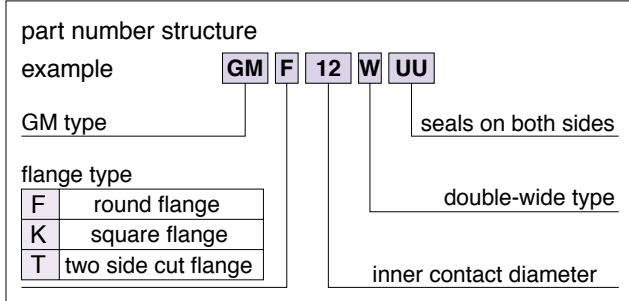 part number structure
example GM F 12 W UU
GM type
seals on both sides
flange type
F round flange
double-wide type
K square flange
T two side cut flange
inner contact diameter